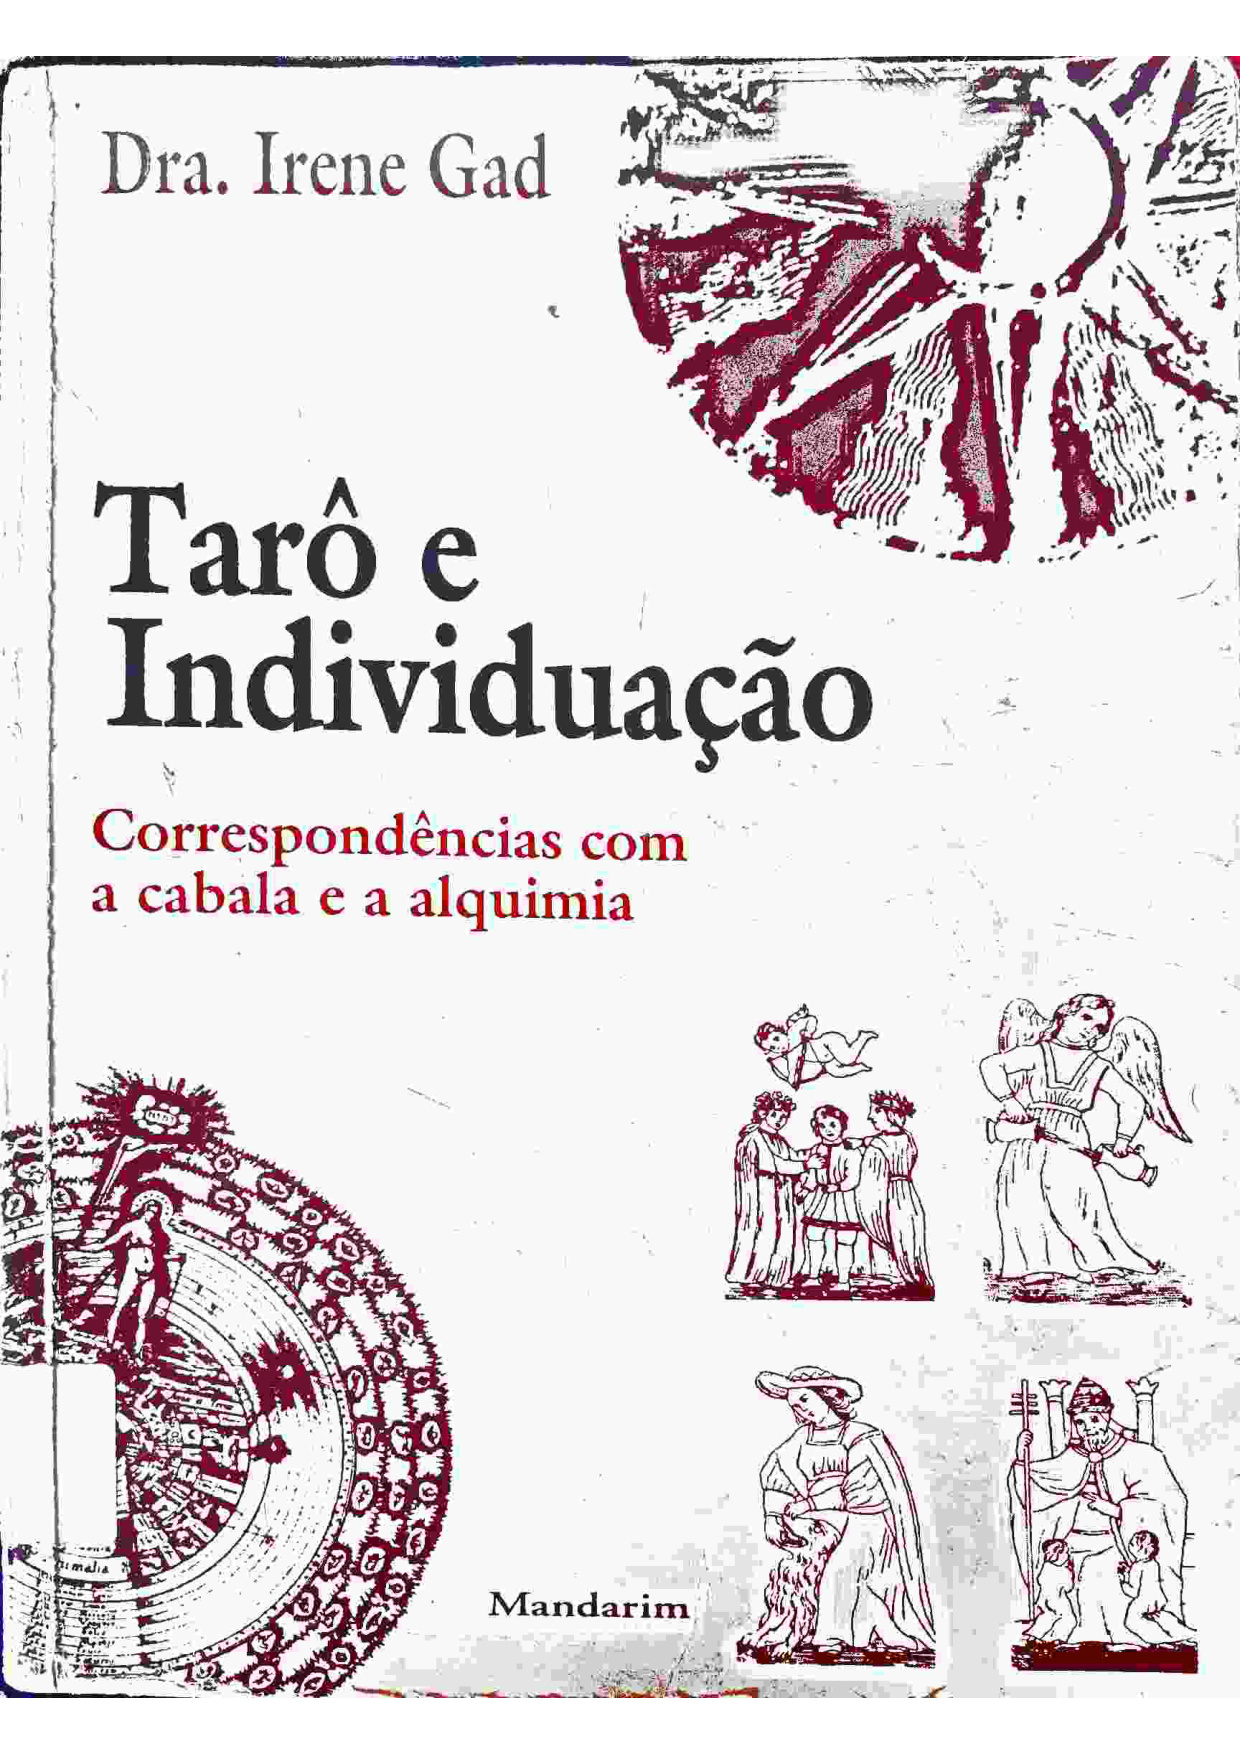 Dra. Irene Gad
Tarô e
Individuação
Correspondências com
a cabala e a alquimia
Mandarim